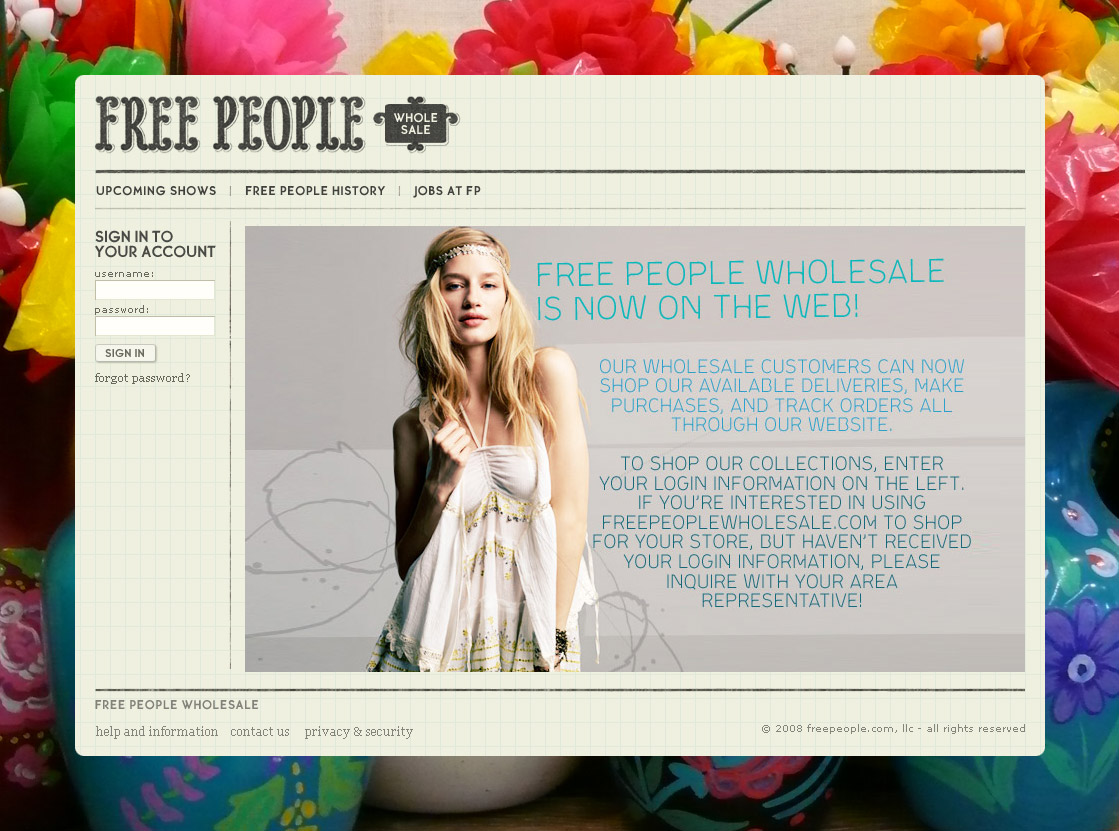 FREE PEOPLE
WHOLE
SALE
UPCOMING SHOWS | FREE PEOPLE HISTORY | JOBS AT FP
SIGN IN TO
YOUR ACCOUNT
username:
password:
SIGN IN
forgot password?
FREE PEOPLE WHOLESALE
IS NOW ON THE WEB!
OUR WHOLESALE CUSTOMERS CAN NOW
SHOP OUR AVAILABLE DELIVERIES, MAKE
PURCHASES, AND TRACK ORDERS ALL
THROUGH OUR WEBSITE.
TO SHOP OUR COLLECTIONS, ENTER
YOUR LOGIN INFORMATION ON THE LEFT.
IF YOU'RE INTERESTED IN USING
FREEPEOPLEWHOLESALE.COM TO SHOP
FOR YOUR STORE, BUT HAVEN'T RECEIVED
YOUR LOGIN INFORMATION, PLEASE
INQUIRE WITH YOUR AREA
REPRESENTATIVE!
FREE PEOPLE WHOLESALE
help and information contact us privacy & security
© 2008 freepeople.com, llc - all rights reserved